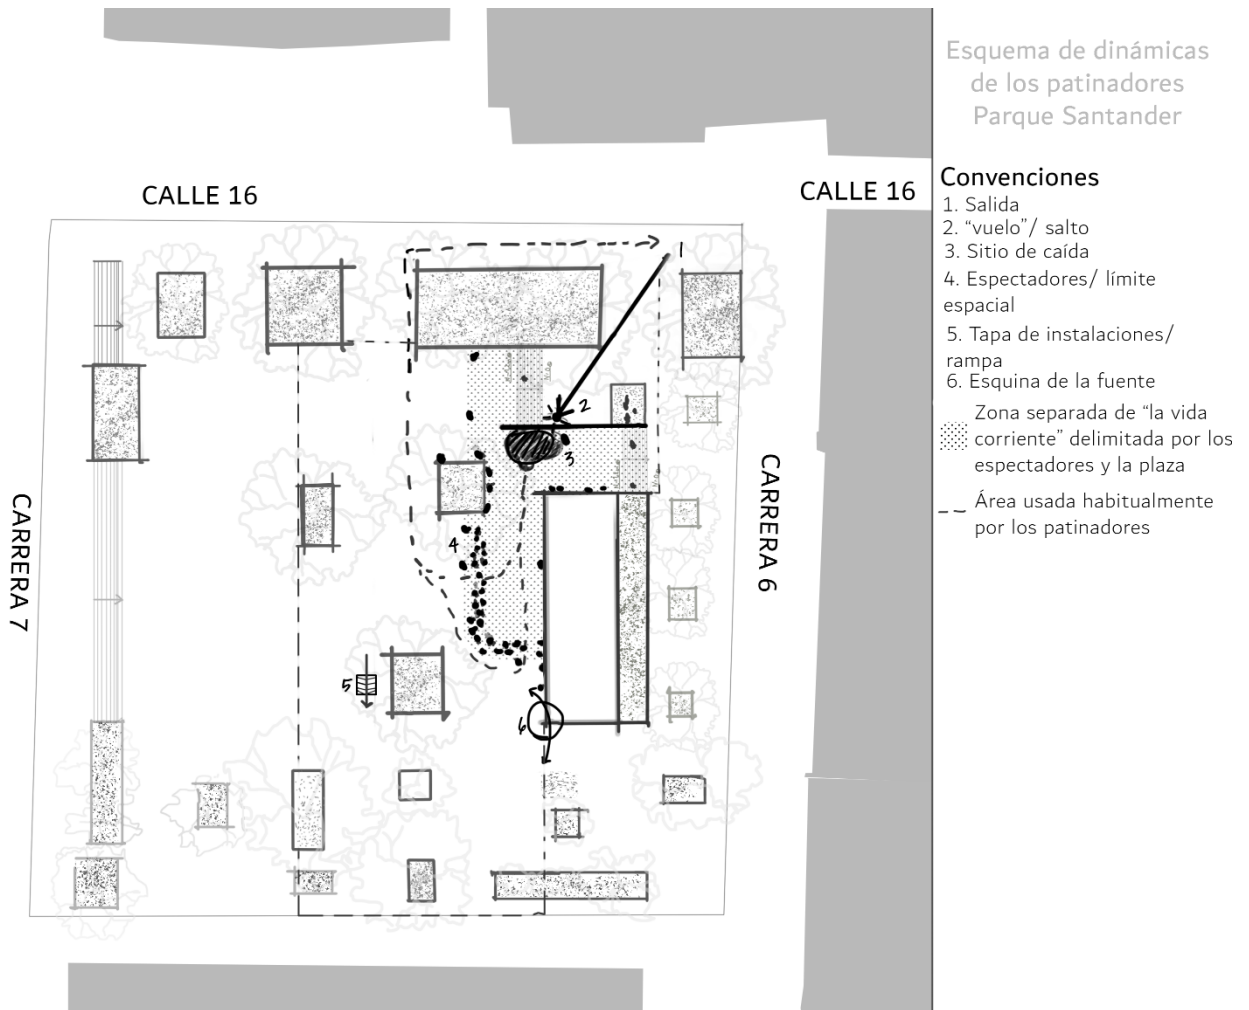 Esquema de dinámicas
de los patinadores
Parque Santander
Convenciones
1. Salida
2. “vuelo”/ salto
3. Sitio de caída
4. Espectadores/ límite
espacial
5. Tapa de instalaciones/
rampa
6. Esquina de la fuente
Zona separada de “la vida
corriente” delimitada por los
espectadores y la plaza
Área usada habitualmente
por los patinadores
CALLE 16
CALLE 16
CARRERA 7
CARRERA 6
2
3
4
5
6